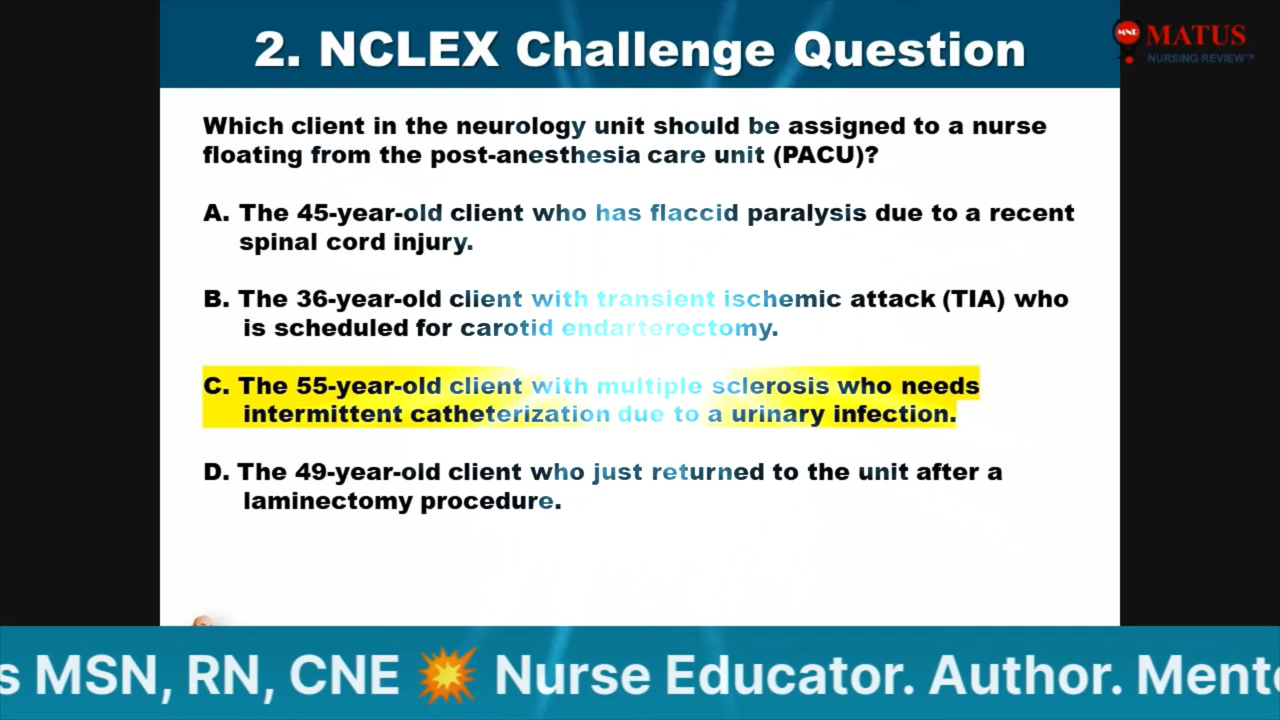 2. NCLEX Challenge Question
MNR
MATUS
NURSING REVIEW™
Which client in the neurology unit should be assigned to a nurse
floating from the post-anesthesia care unit (PACU)?
A. The 45-year-old client who has flaccid paralysis due to a recent
spinal cord injury.
B. The 36-year-old client with transient ischemic attack (TIA) who
is scheduled for carotid endarterectomy.
C. The 55-year-old client with multiple sclerosis who needs
intermittent catheterization due to a urinary infection.
D. The 49-year-old client who just returned to the unit after a
laminectomy procedure.
s MSN, RN, CNE 💥 Nurse Educator. Author. Mento